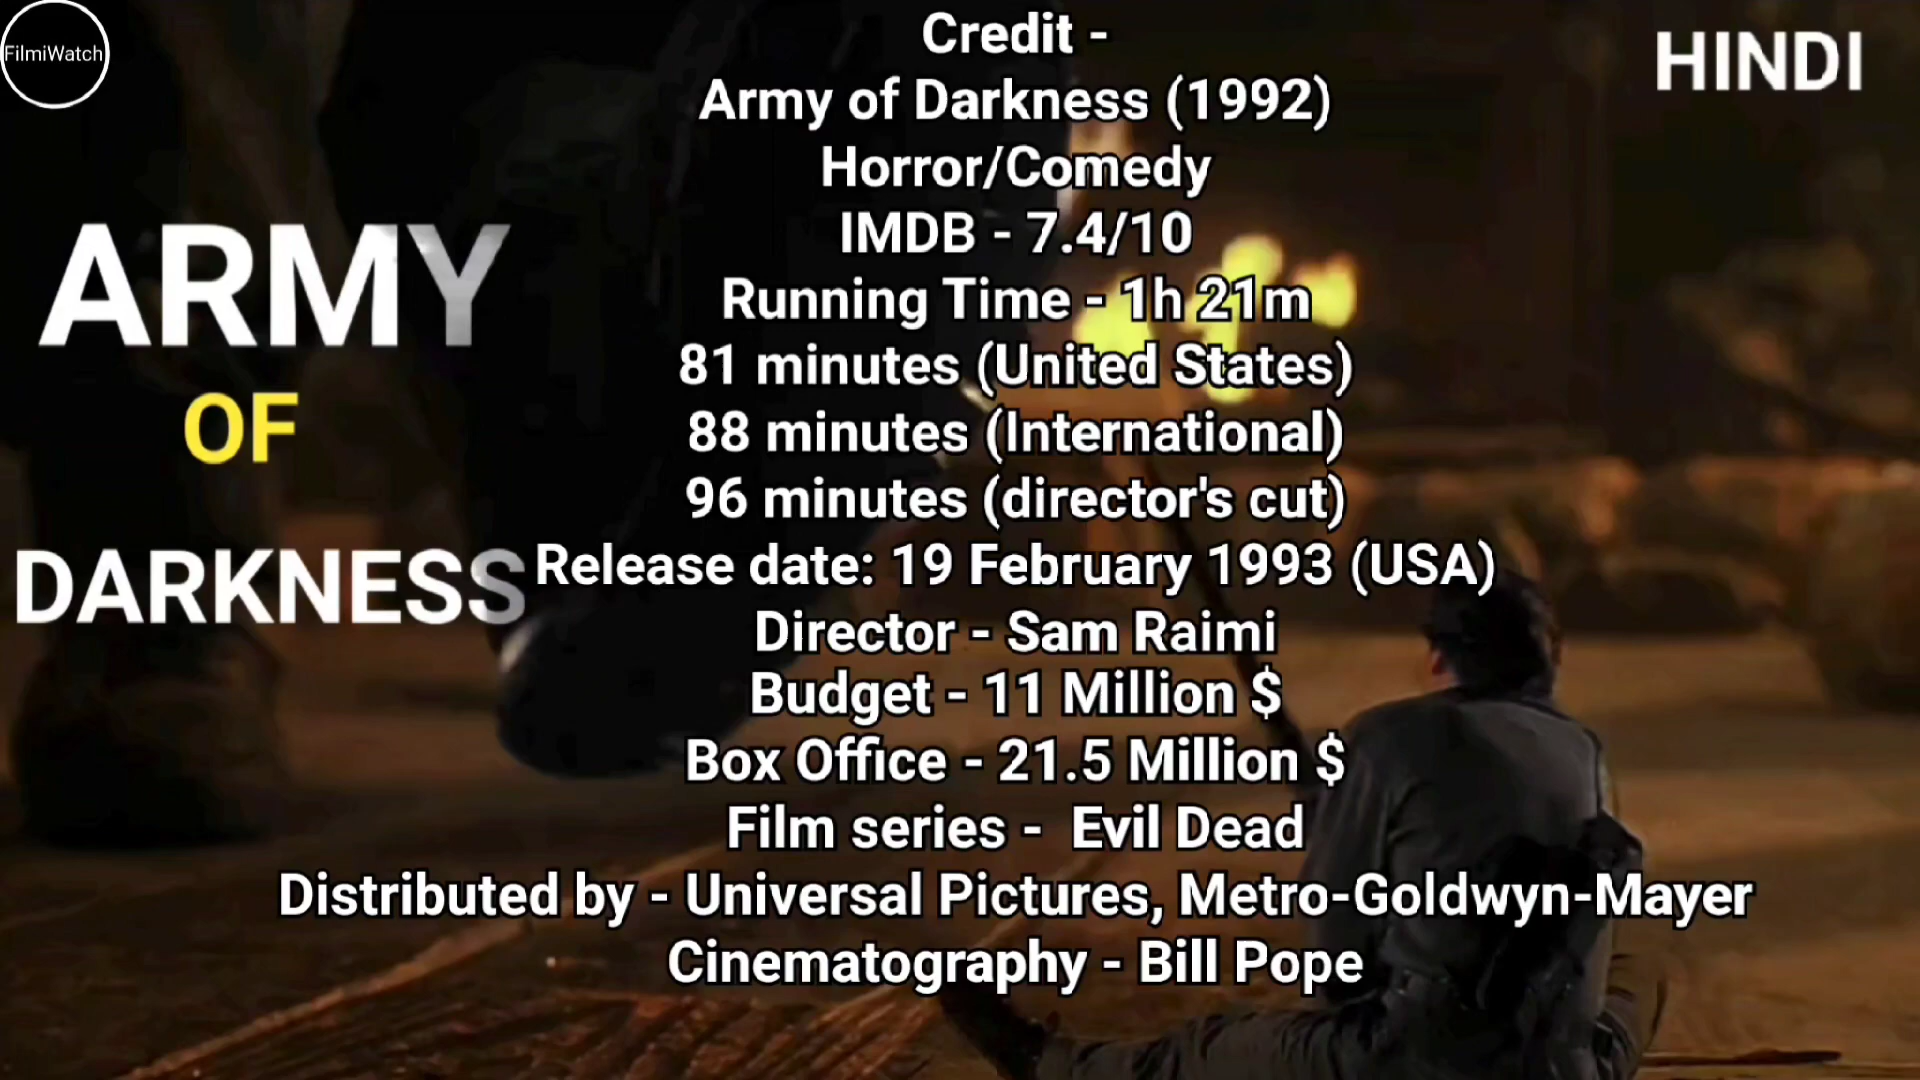 FilmiWatch
HINDI
ARMY
OF
DARKNESS
Credit -
Army of Darkness (1992)
Horror/Comedy
IMDB - 7.4/10
Running Time - 1h 21m
81 minutes (United States)
88 minutes (International)
96 minutes (director's cut)
Release date: 19 February 1993 (USA)
Director - Sam Raimi
Budget - 11 Million $
Box Office - 21.5 Million $
Film series -  Evil Dead
Distributed by - Universal Pictures, Metro-Goldwyn-Mayer
Cinematography - Bill Pope